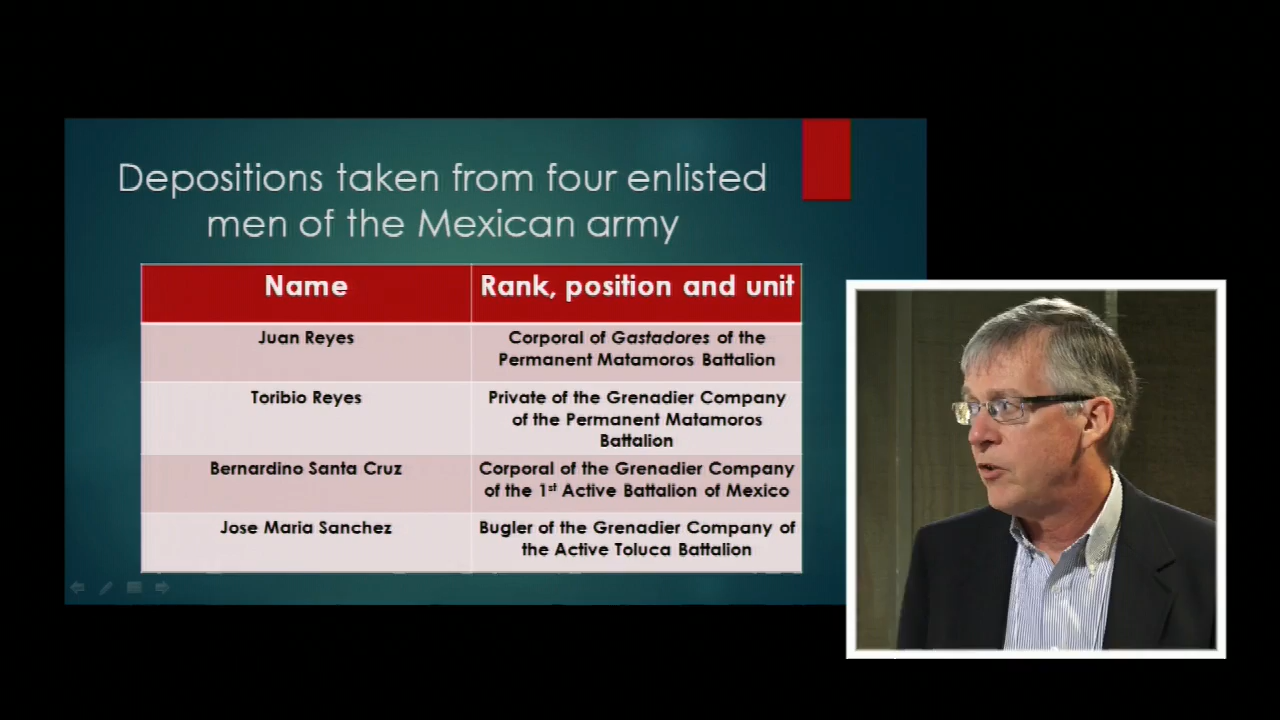 Depositions taken from four enlisted
men of the Mexican army
Name
Rank, position and unit
Juan Reyes
Corporal of Gastadores of the
Permanent Matamoros Battalion
Toribio Reyes
Private of the Grenadier Company
of the Permanent Matamoros
Battalion
Bernardino Santa Cruz
Corporal of the Grenadier Company
of the 1st Active Battalion of Mexico
Jose Maria Sanchez
Bugler of the Grenadier Company of
the Active Toluca Battalion